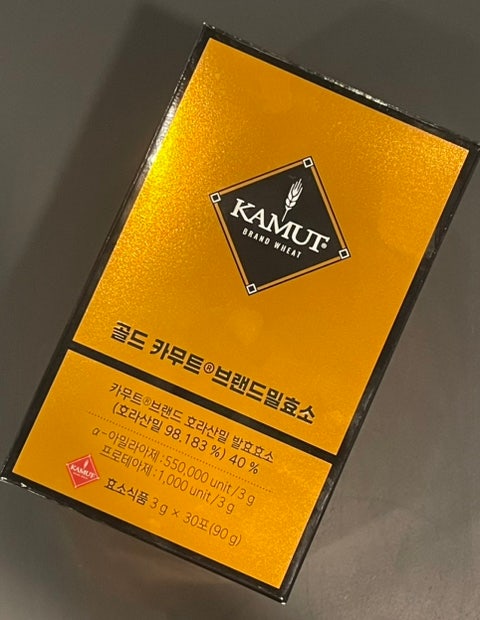 KAMUT®
BRAND WHEAT
골드 카무트®브랜드밀효소
카무트®브랜드 호라산밀 발효효소
(호라산밀 98.183 %) 40 %
α-아밀라아제 : 550,000 unit/3 g
프로테아제 : 1,000 unit/3 g
KAMUT
효소식품 3 g × 30포(90 g)